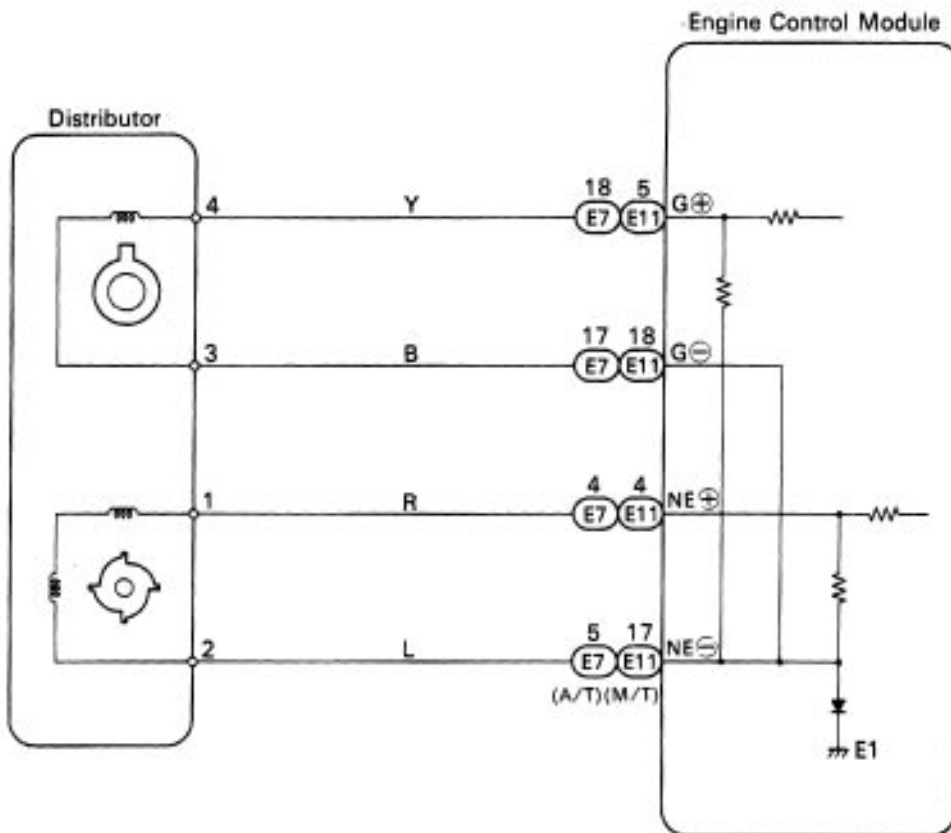 Engine Control Module
Distributor
4 Y 18 5 G⊕
E7 E11
3 B 17 18 G⊖
E7 E11
1 R 4 4 NE⊕
E7 E11
2 L 5 17 NE⊖
E7 E11
(A/T)(M/T)
E1